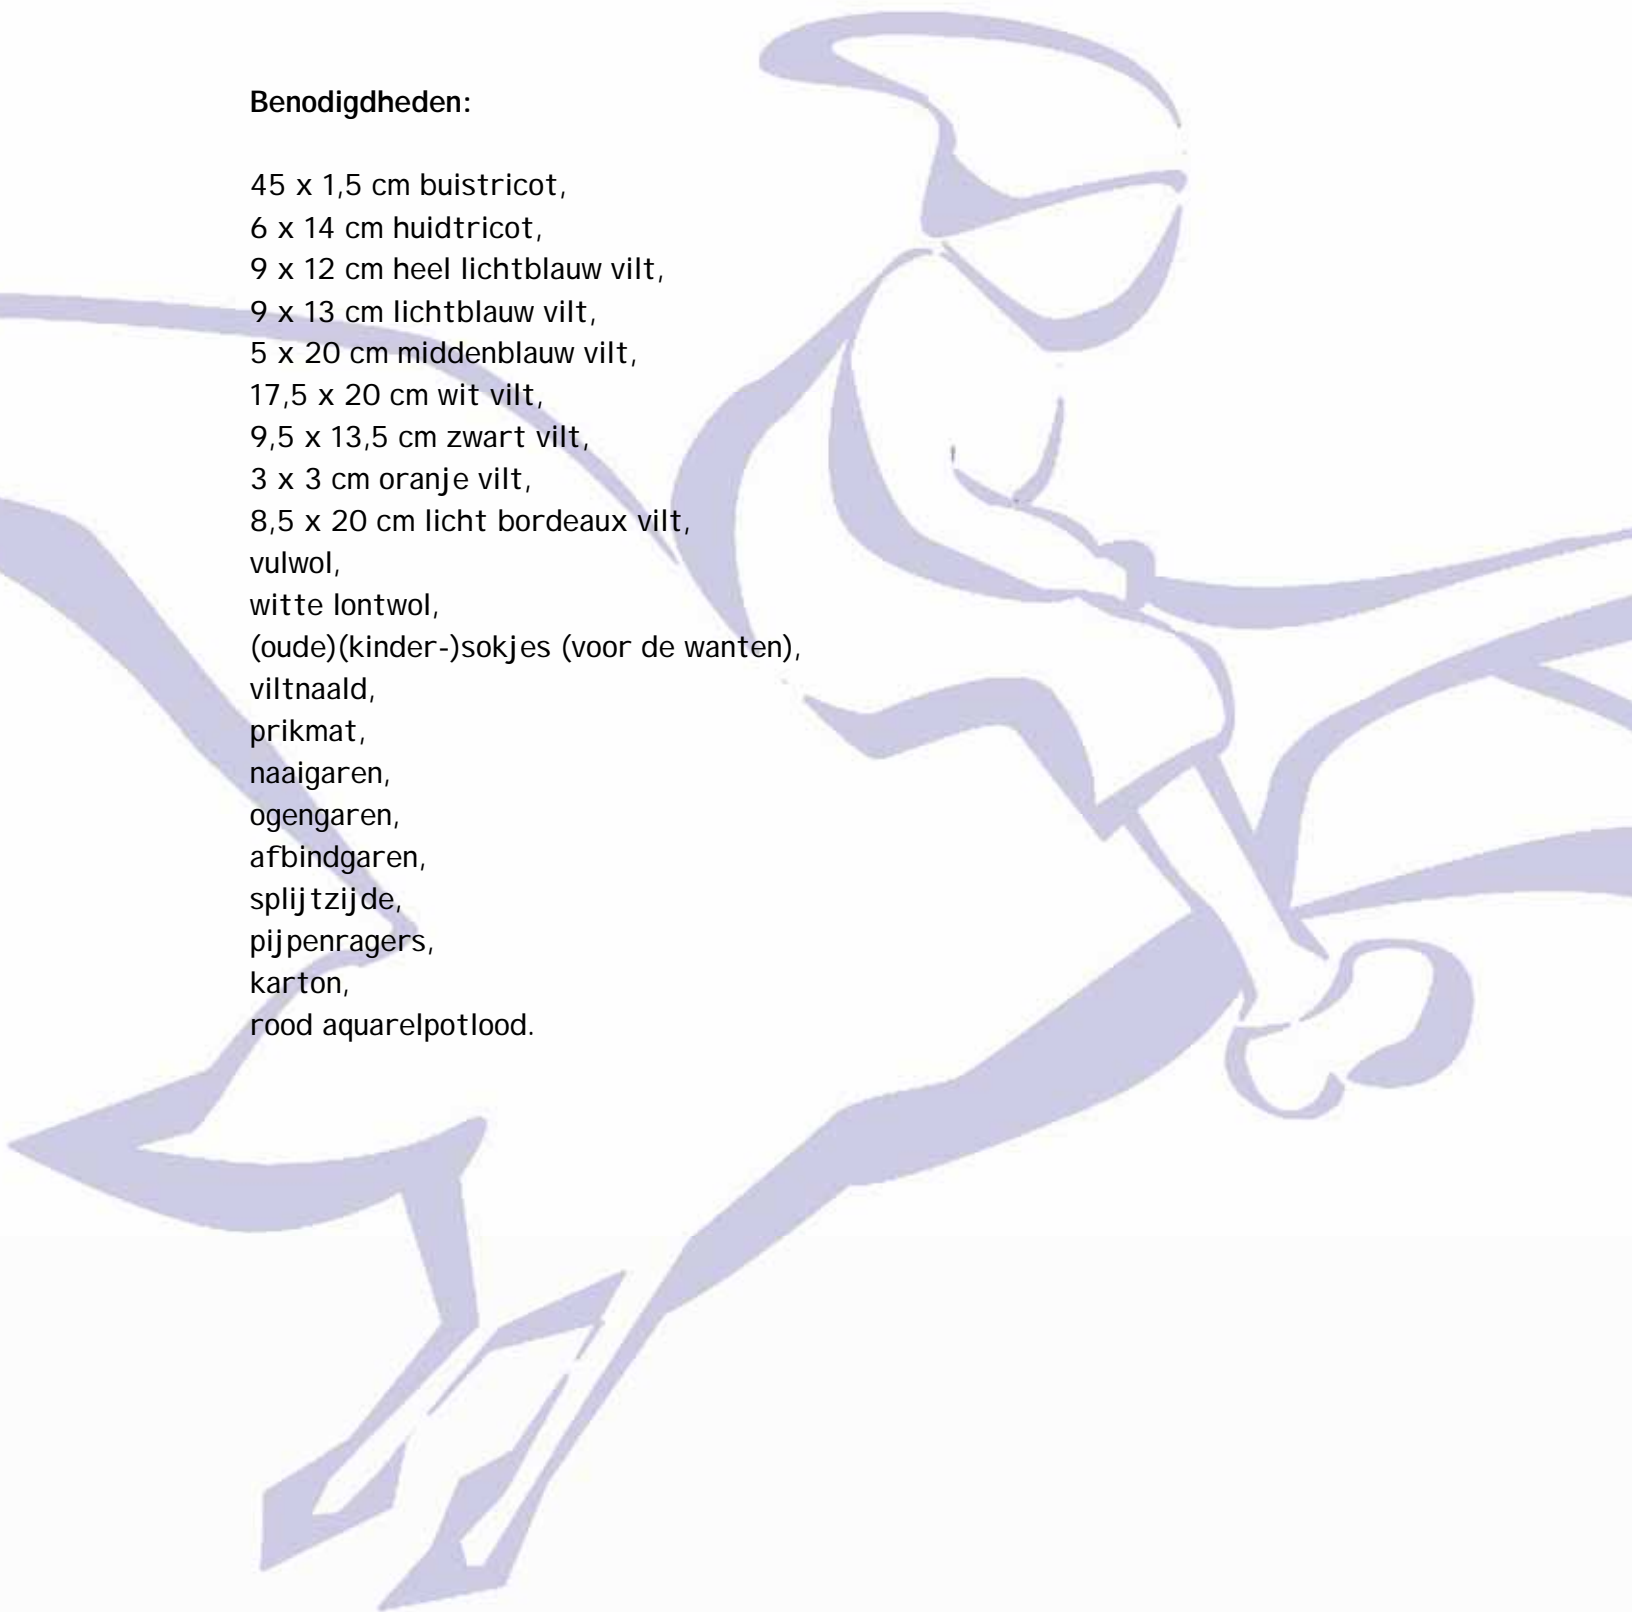 Benodigdheden:
45 x 1,5 cm buistricot,
6 x 14 cm huidtricot,
9 x 12 cm heel lichtblauw vilt,
9 x 13 cm lichtblauw vilt,
5 x 20 cm middenblauw vilt,
17,5 x 20 cm wit vilt,
9,5 x 13,5 cm zwart vilt,
3 x 3 cm oranje vilt,
8,5 x 20 cm licht bordeaux vilt,
vulwol,
witte lontwol,
(oude)(kinder-)sokjes (voor de wanten),
viltnaald,
prikmat,
naaigaren,
ogengaren,
afbindgaren,
splijtzijde,
pijpenragers,
karton,
rood aquarelpotlood.